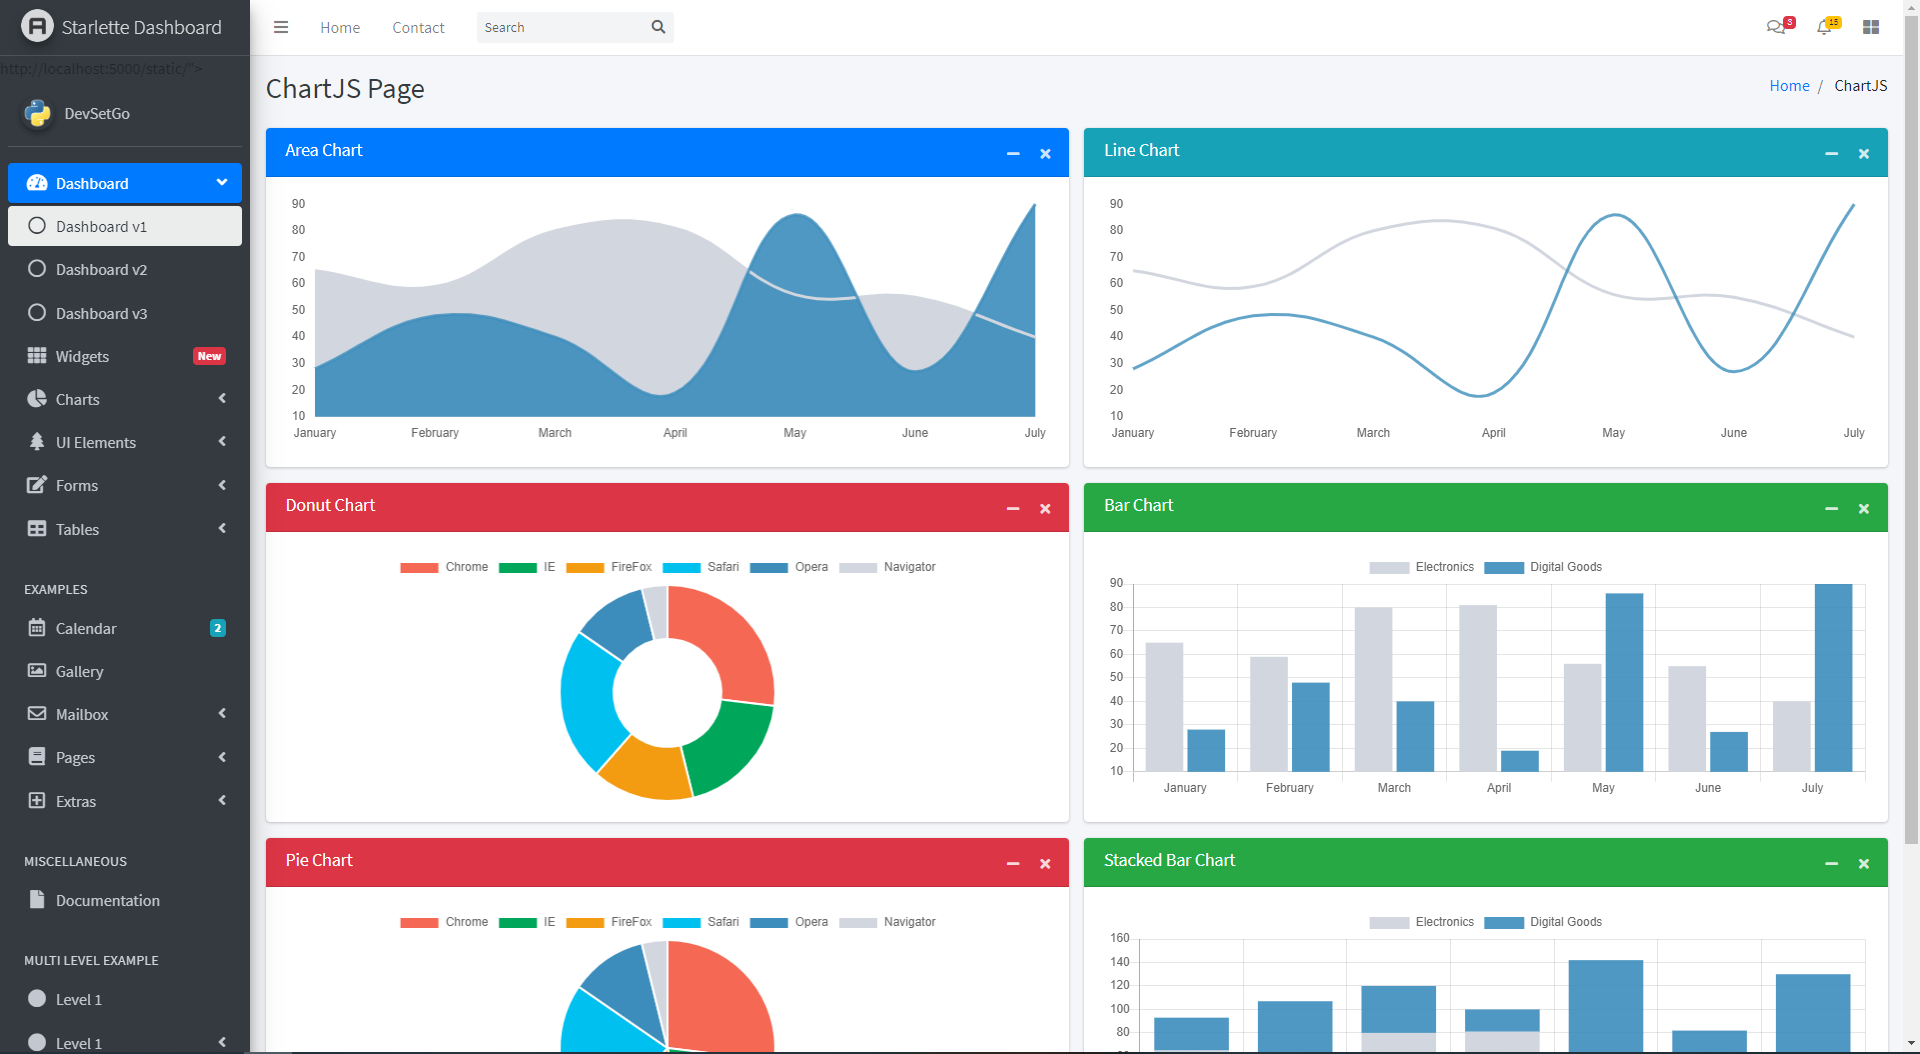 Starlette Dashboard
Home
Contact
Search
3
15
http://localhost:5000/static/">
DevSetGo
Dashboard
Dashboard v1
Dashboard v2
Dashboard v3
Widgets New
Charts
UI Elements
Forms
Tables
EXAMPLES
Calendar 2
Gallery
Mailbox
Pages
Extras
MISCELLANEOUS
Documentation
MULTI LEVEL EXAMPLE
Level 1
Level 1
ChartJS Page
Home / ChartJS
Area Chart
90
80
70
60
50
40
30
20
10
January February March April May June July
Line Chart
90
80
70
60
50
40
30
20
10
January February March April May June July
Donut Chart
Chrome IE FireFox Safari Opera Navigator
Bar Chart
Electronics Digital Goods
90
80
70
60
50
40
30
20
10
January February March April May June July
Pie Chart
Chrome IE FireFox Safari Opera Navigator
Stacked Bar Chart
Electronics Digital Goods
160
140
120
100
80